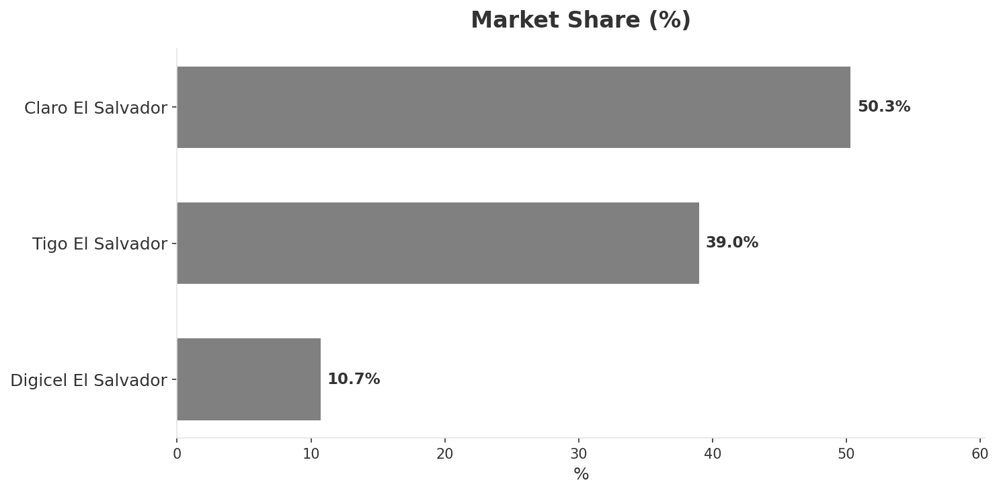 Market Share (%)
Claro El Salvador
50.3%
Tigo El Salvador
39.0%
Digicel El Salvador
10.7%
0 10 20 30 40 50 60
%